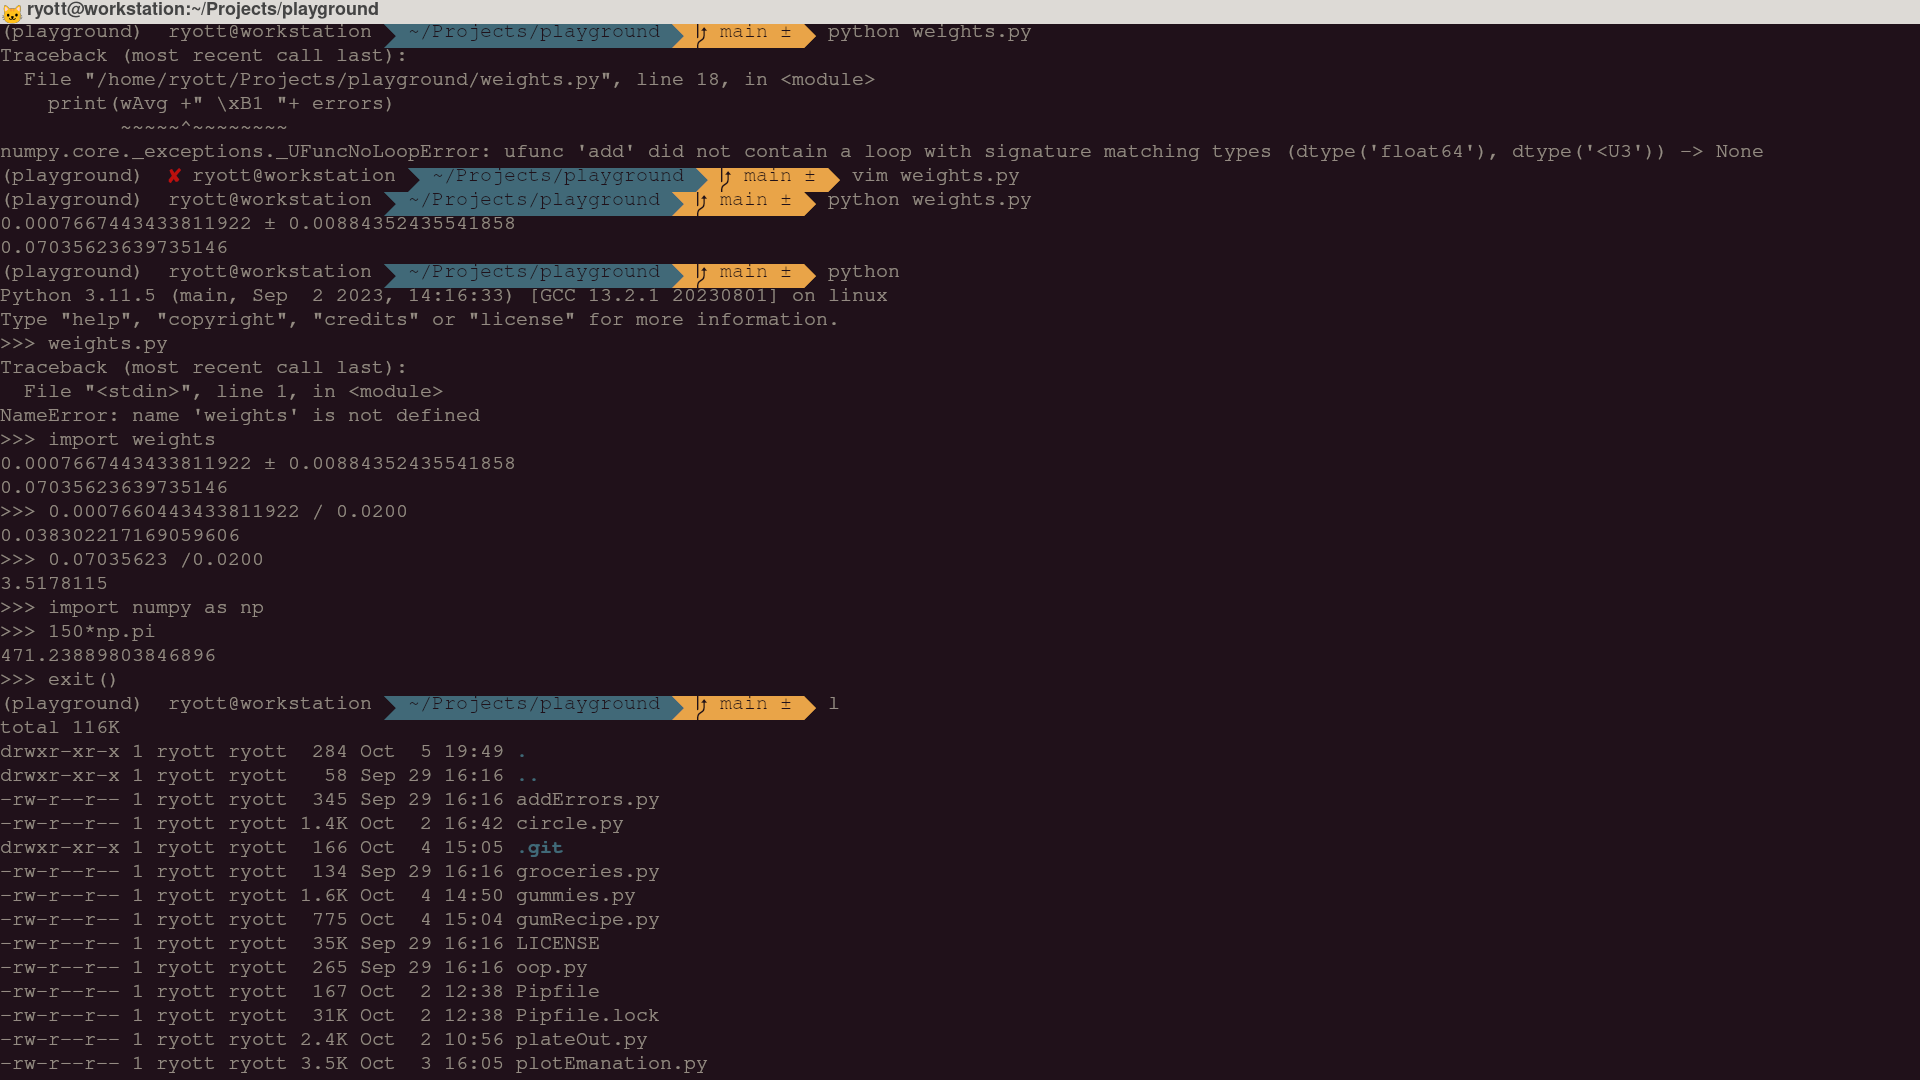 ryott@workstation:~/Projects/playground
(playground)  ryott@workstation  ~/Projects/playground  main ±  python weights.py
Traceback (most recent call last):
  File "/home/ryott/Projects/playground/weights.py", line 18, in <module>
    print(wAvg +" \xB1 "+ errors)
          ~~~~~^~~~~~~~~
numpy.core._exceptions._UFuncNoLoopError: ufunc 'add' did not contain a loop with signature matching types (dtype('float64'), dtype('<U3')) -> None
(playground)  ✘ ryott@workstation  ~/Projects/playground  main ±  vim weights.py
(playground)  ryott@workstation  ~/Projects/playground  main ±  python weights.py
0.0007667443433811922 ± 0.00884352435541858
0.07035623639735146
(playground)  ryott@workstation  ~/Projects/playground  main ±  python
Python 3.11.5 (main, Sep  2 2023, 14:16:33) [GCC 13.2.1 20230801] on linux
Type "help", "copyright", "credits" or "license" for more information.
>>> weights.py
Traceback (most recent call last):
  File "<stdin>", line 1, in <module>
NameError: name 'weights' is not defined
>>> import weights
0.0007667443433811922 ± 0.00884352435541858
0.07035623639735146
>>> 0.0007660443433811922 / 0.0200
0.038302217169059606
>>> 0.07035623 /0.0200
3.5178115
>>> import numpy as np
>>> 150*np.pi
471.23889803846896
>>> exit()
(playground)  ryott@workstation  ~/Projects/playground  main ±  l
total 116K
drwxr-xr-x 1 ryott ryott  284 Oct  5 19:49 .
drwxr-xr-x 1 ryott ryott   58 Sep 29 16:16 ..
-rw-r--r-- 1 ryott ryott  345 Sep 29 16:16 addErrors.py
-rw-r--r-- 1 ryott ryott 1.4K Oct  2 16:42 circle.py
drwxr-xr-x 1 ryott ryott  166 Oct  4 15:05 .git
-rw-r--r-- 1 ryott ryott  134 Sep 29 16:16 groceries.py
-rw-r--r-- 1 ryott ryott 1.6K Oct  4 14:50 gummies.py
-rw-r--r-- 1 ryott ryott  775 Oct  4 15:04 gumRecipe.py
-rw-r--r-- 1 ryott ryott  35K Sep 29 16:16 LICENSE
-rw-r--r-- 1 ryott ryott  265 Sep 29 16:16 oop.py
-rw-r--r-- 1 ryott ryott  167 Oct  2 12:38 Pipfile
-rw-r--r-- 1 ryott ryott  31K Oct  2 12:38 Pipfile.lock
-rw-r--r-- 1 ryott ryott 2.4K Oct  2 10:56 plateOut.py
-rw-r--r-- 1 ryott ryott 3.5K Oct  3 16:05 plotEmanation.py